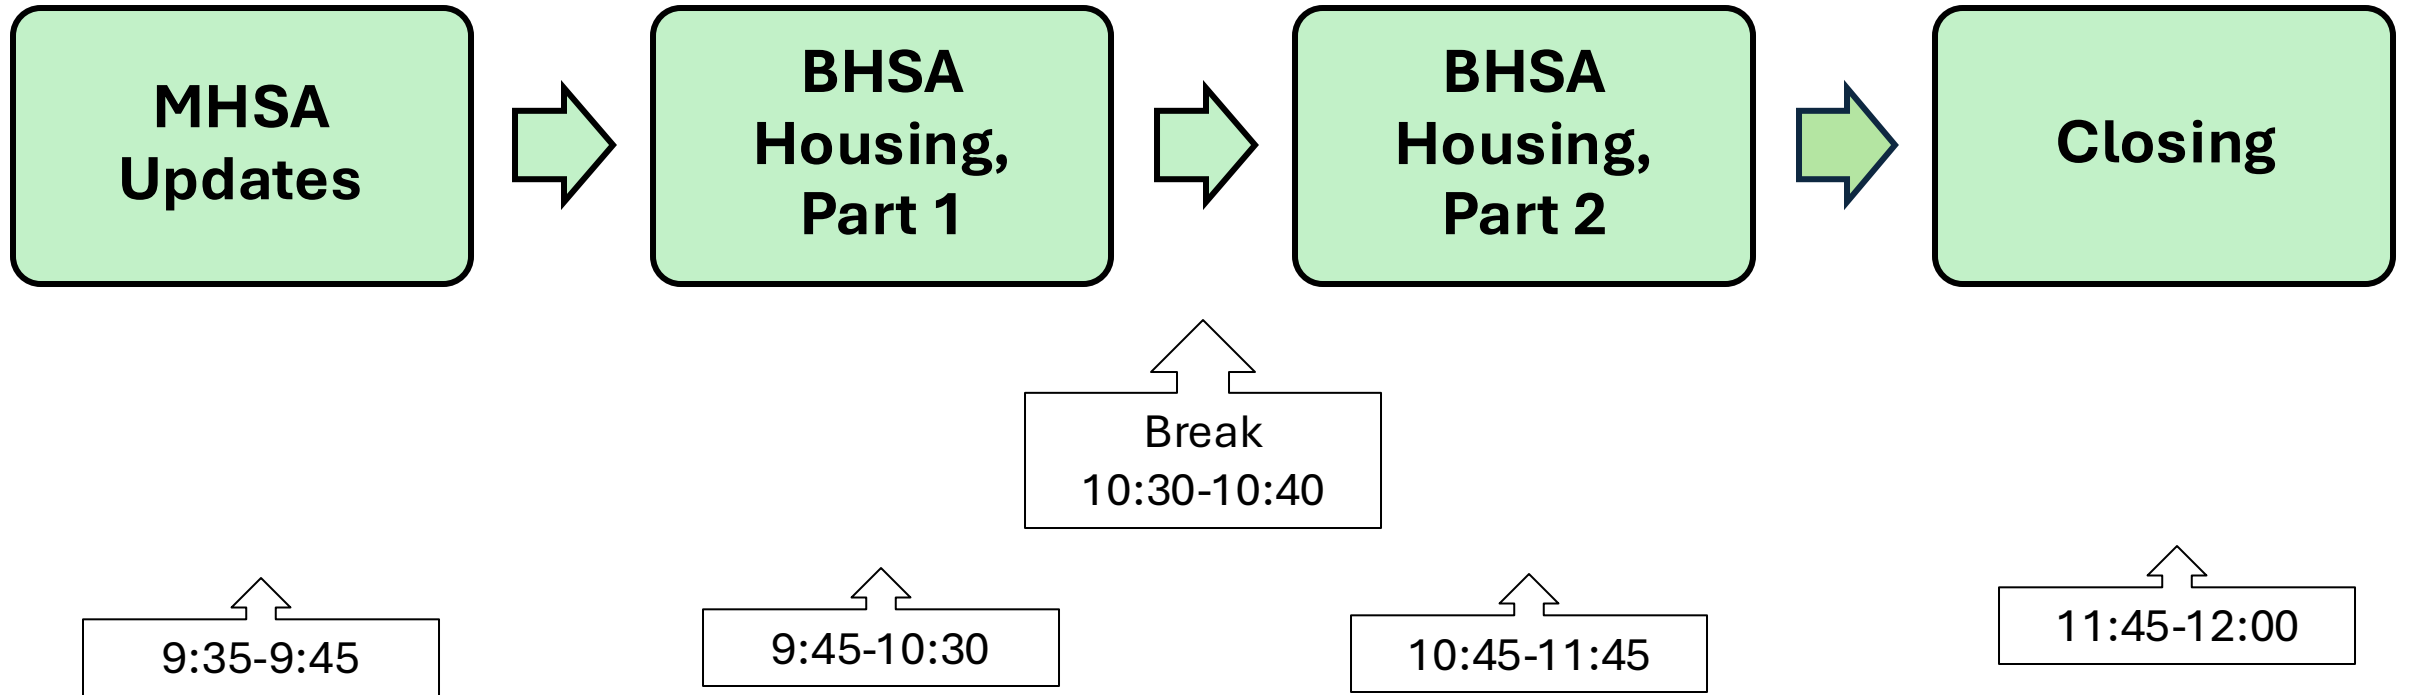 MHSA
Updates
BHSA
Housing,
Part 1
BHSA
Housing,
Part 2
Closing
Break
10:30-10:40
9:35-9:45
9:45-10:30
10:45-11:45
11:45-12:00